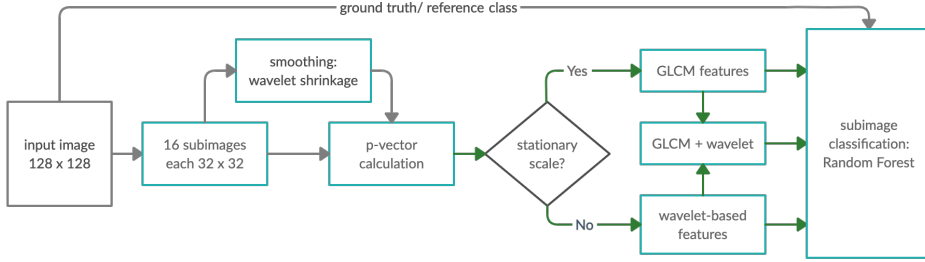 ground truth/ reference class
input image
128 x 128
16 subimages
each 32 x 32
smoothing:
wavelet shrinkage
p-vector
calculation
stationary
scale?
Yes
No
GLCM features
GLCM + wavelet
wavelet-based
features
subimage
classification:
Random Forest